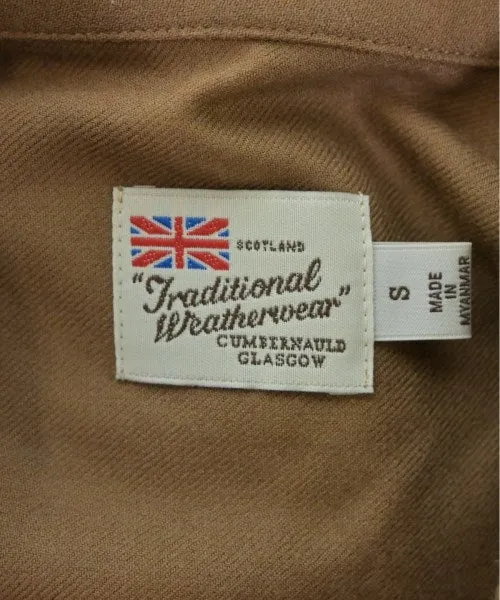 SCOTLAND
"Traditional
Weatherwear"
CUMBERNAULD
GLASGOW
S
MADE
IN
MYANMAR